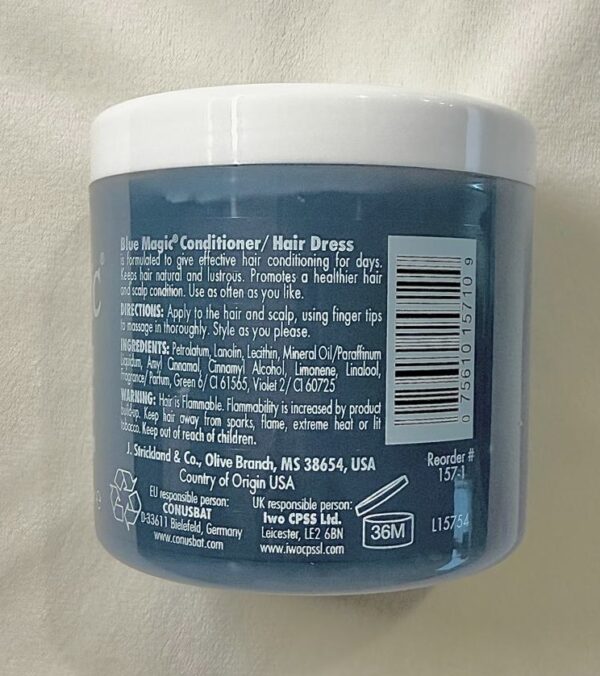 Blue Magic® Conditioner/ Hair Dress
is formulated to give effective hair conditioning for days.
Keeps hair natural and lustrous. Promotes a healthier hair
and scalp condition. Use as often as you like.
DIRECTIONS: Apply to the hair and scalp, using finger tips
to massage in thoroughly. Style as you please.
INGREDIENTS: Petrolatum, Lanolin, Lecithin, Mineral Oil/Paraffinum
Liquidum, Amyl Cinnamal, Cinnamyl Alcohol, Limonene, Linalool,
Fragrance/Parfum, Green 6/ CI 61565, Violet 2/ CI 60725
WARNING: Hair is Flammable. Flammability is increased by product
build-up. Keep hair away from sparks, flame, extreme heat or lit
tobacco. Keep out of reach of children.
J. Strickland & Co., Olive Branch, MS 38654, USA
Country of Origin USA
EU responsible person:
CONUSBAT
D-33611 Bielefeld, Germany
www.conusbat.com
UK responsible person:
Iwo CPSS Ltd.
Leicester, LE2 6BN
www.iwocpssl.com
36M
0 75610 15710 9
Reorder #
157-1
L15754
C®
e